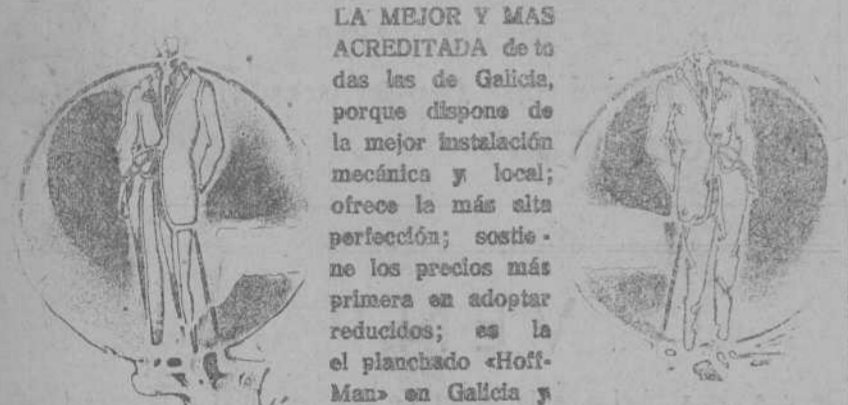 LA MEJOR Y MAS
ACREDITADA de to
das las de Galicia,
porque dispone de
la mejor instalación
mecánica y local;
ofrece la más alta
perfección; sostie-
ne los precios más
primera en adoptar
reducidos; es la
el planchado «Hoff-
Man» en Galicia y